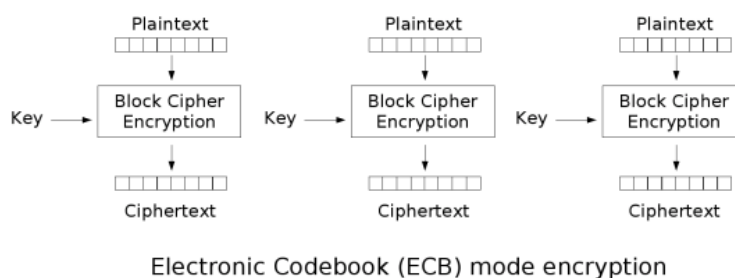 Plaintext Plaintext Plaintext
Block Cipher Block Cipher Block Cipher
Key Encryption Key Encryption Key Encryption
Ciphertext Ciphertext Ciphertext
Electronic Codebook (ECB) mode encryption